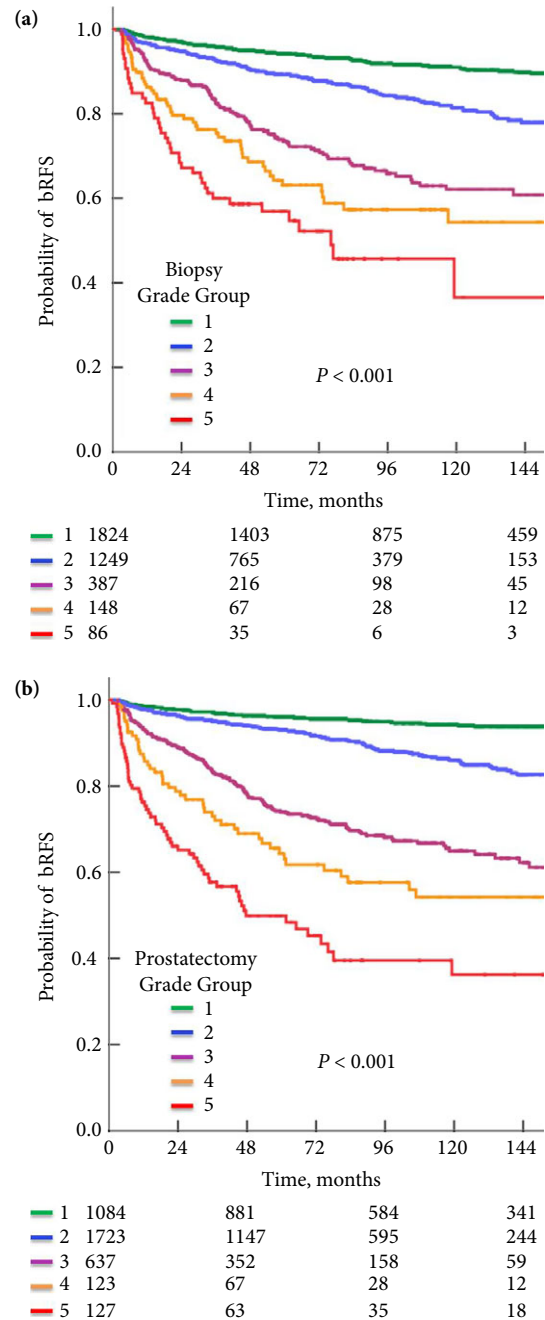 (a)
1.0
0.8
0.6
0.4
0.2
0.0
Probability of bRFS
Biopsy
Grade Group
1
2
3
4
5
P < 0.001
0 24 48 72 96 120 144
Time, months
1 1824 1403 875 459
2 1249 765 379 153
3 387 216 98 45
4 148 67 28 12
5 86 35 6 3
(b)
1.0
0.8
0.6
0.4
0.2
0.0
Probability of bRFS
Prostatectomy
Grade Group
1
2
3
4
5
P < 0.001
0 24 48 72 96 120 144
Time, months
1 1084 881 584 341
2 1723 1147 595 244
3 637 352 158 59
4 123 67 28 12
5 127 63 35 18